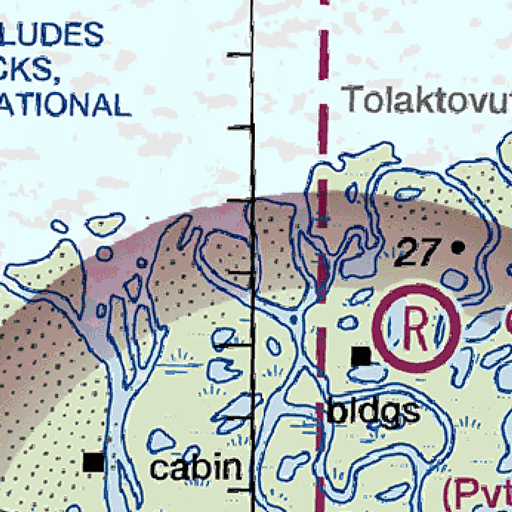 LUDES
CKS,
ATIONAL
Tolaktovut
27
R
bldgs
cabin
(Pvt